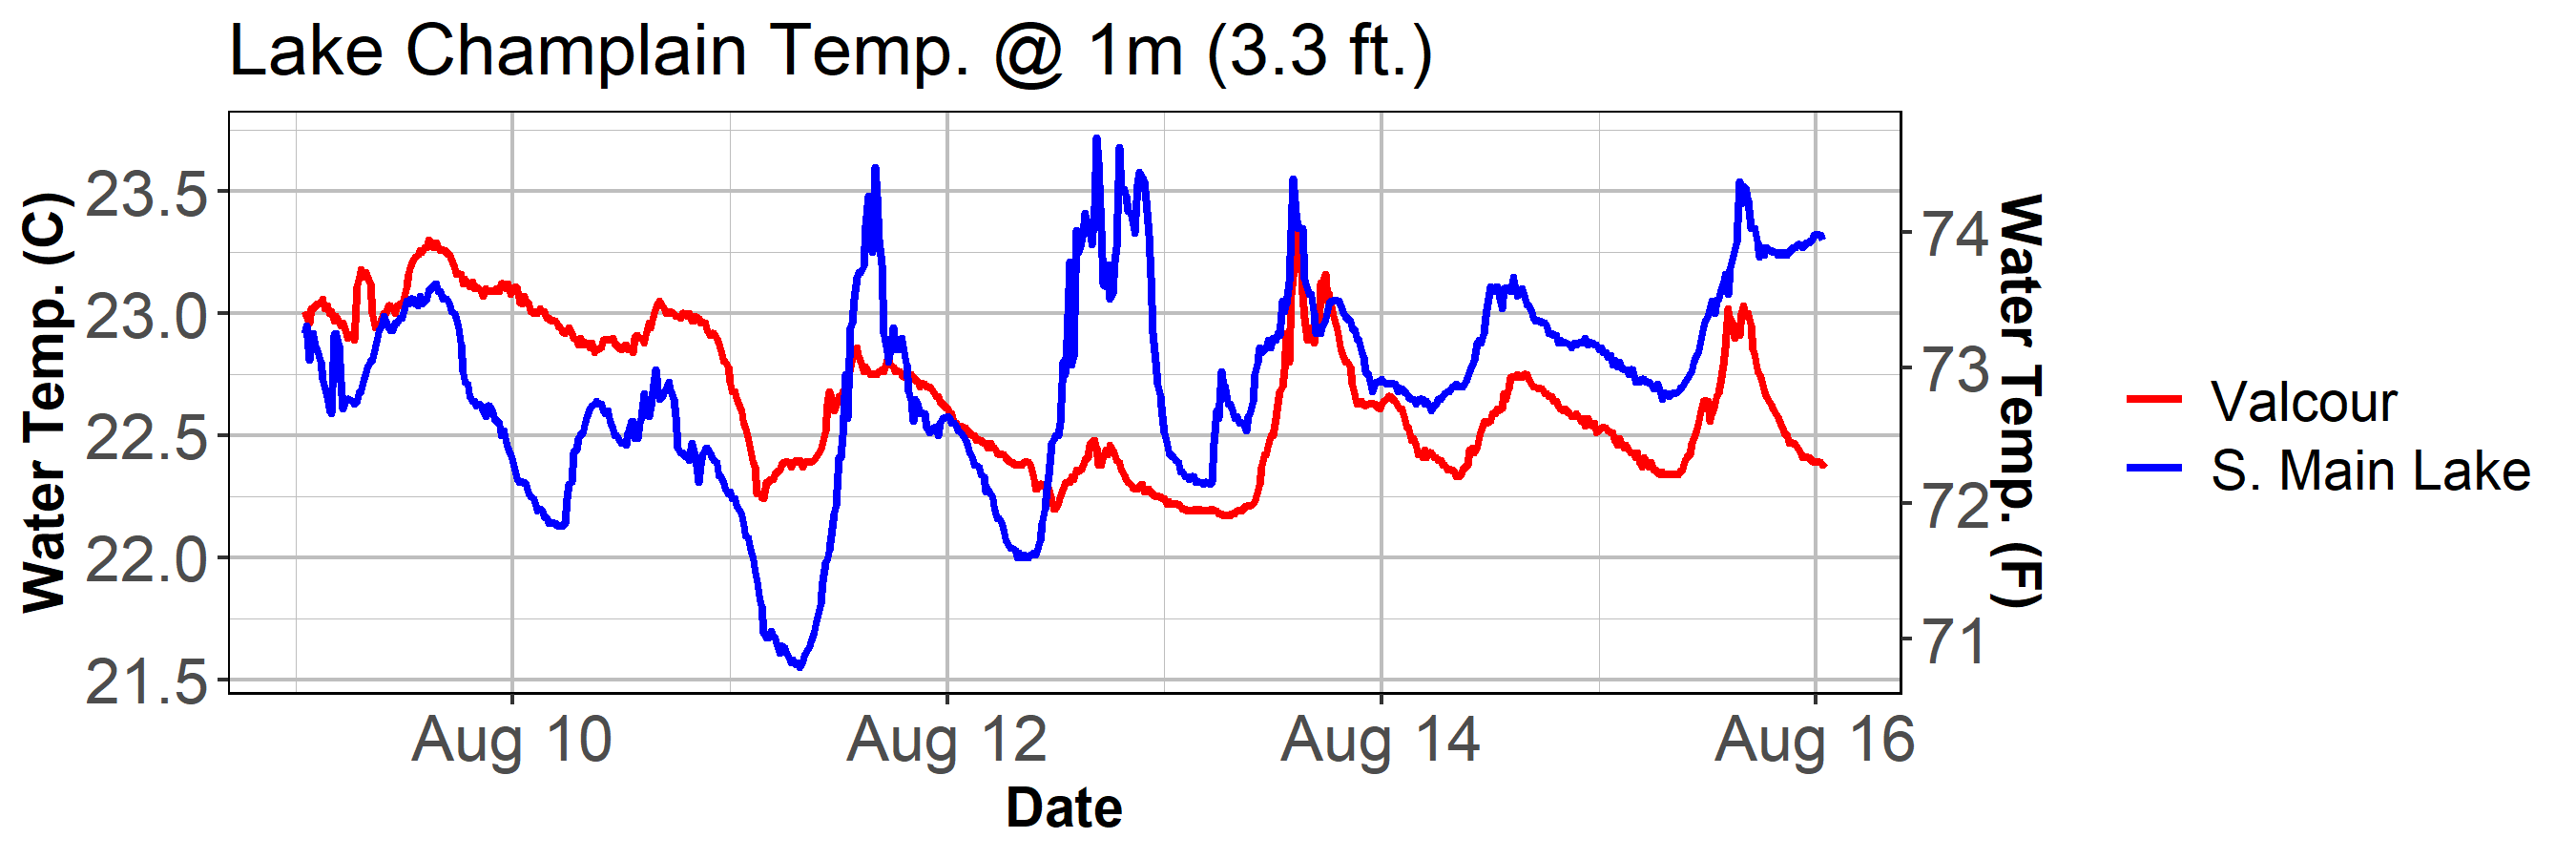 Lake Champlain Temp. @ 1m (3.3 ft.)
Water Temp. (C)
23.5
23.0
22.5
22.0
21.5
74
73
72
71
Water Temp. (F)
Aug 10
Aug 12
Aug 14
Aug 16
Date
Valcour
S. Main Lake